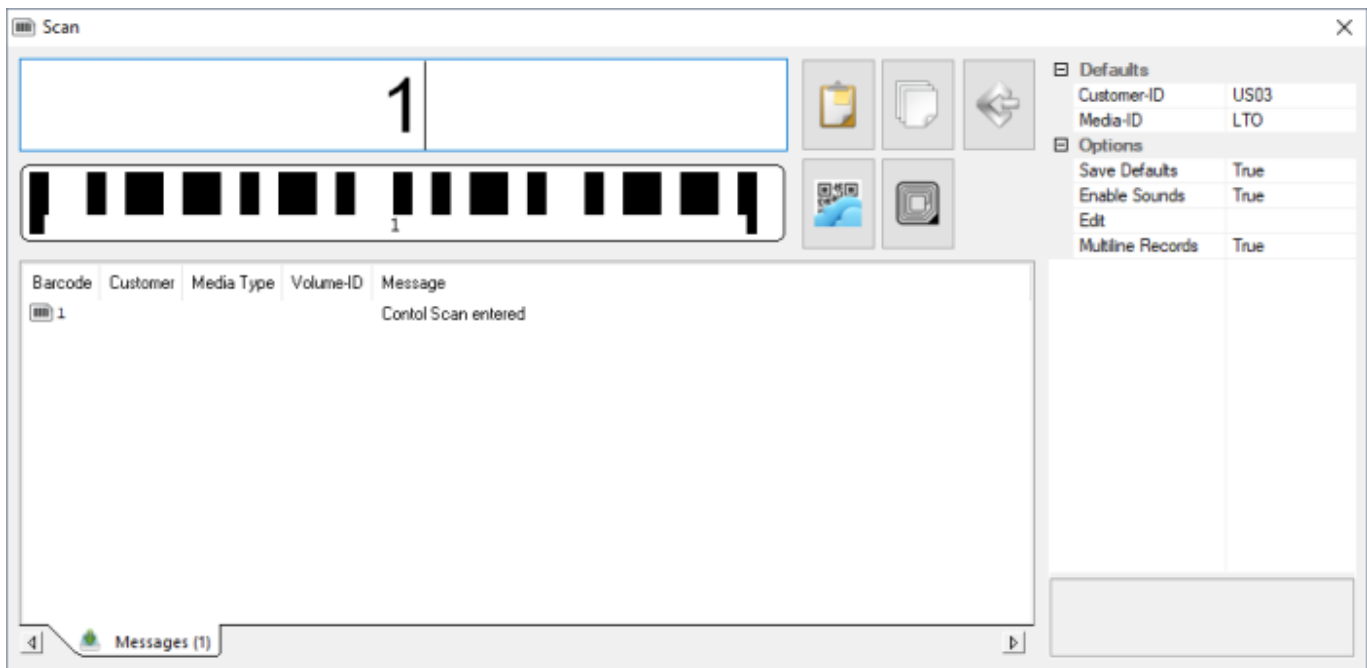 Scan
1
1
Barcode Customer Media Type Volume-ID Message
1 Contol Scan entered
Messages (1)
Defaults
Customer-ID US03
Media-ID LTO
Options
Save Defaults True
Enable Sounds True
Edit
Multiline Records True